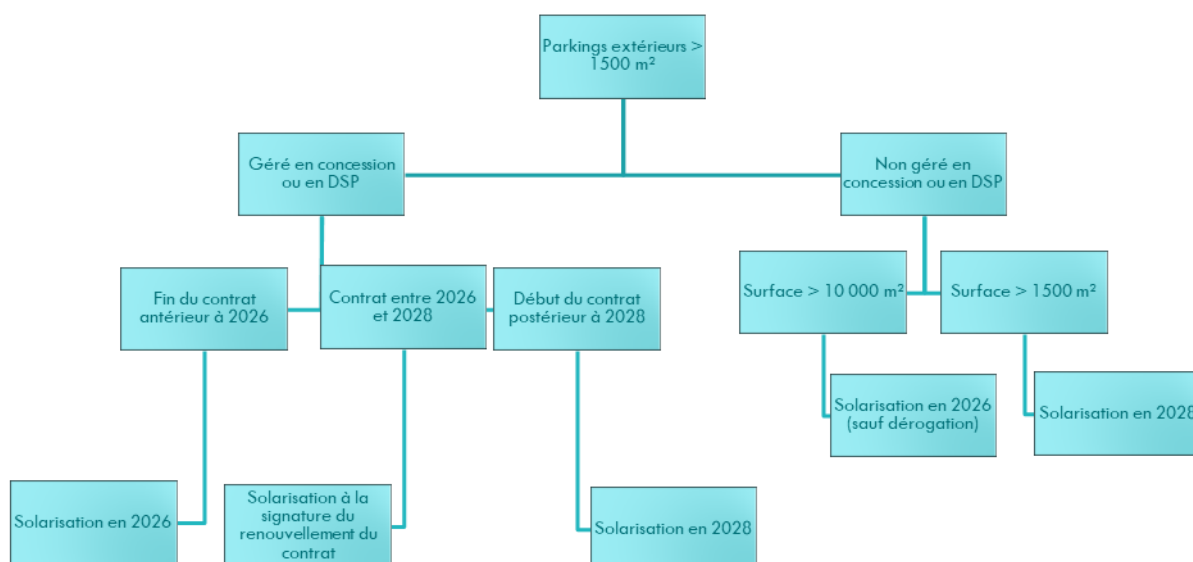 Parkings extérieurs >
1500 m²
Géré en concession
ou en DSP
Non géré en
concession ou en DSP
Fin du contrat
antérieur à 2026
Contrat entre 2026
et 2028
Début du contrat
postérieur à 2028
Surface > 10 000 m²
Surface > 1500 m²
Solarisation en 2026
(sauf dérogation)
Solarisation en 2028
Solarisation en 2026
Solarisation à la
signature du
renouvellement du
contrat
Solarisation en 2028